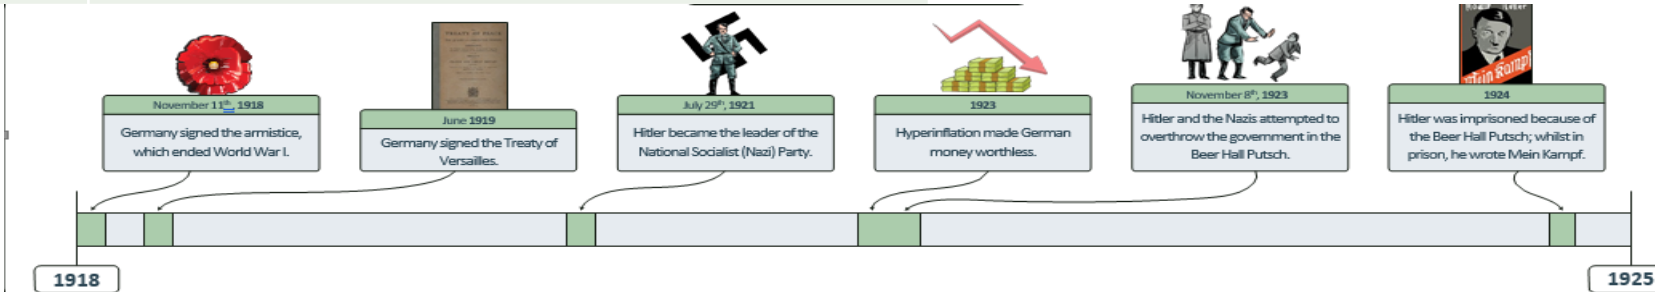 November 11th, 1918
Germany signed the armistice,
which ended World War I.
TREATY OF PEACE
June 1919
Germany signed the Treaty of
Versailles.
July 29th, 1921
Hitler became the leader of the
National Socialist (Nazi) Party.
1923
Hyperinflation made German
money worthless.
November 8th, 1923
Hitler and the Nazis attempted to
overthrow the government in the
Beer Hall Putsch.
Mein Kampf
1924
Hitler was imprisoned because of
the Beer Hall Putsch; whilst in
prison, he wrote Mein Kampf.
1918
1925